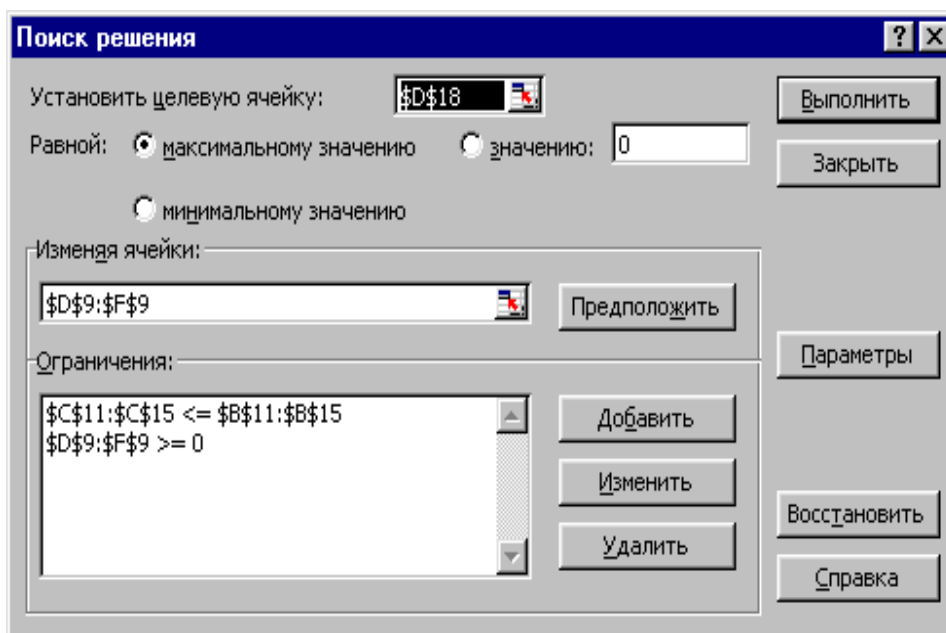 Поиск решения
Установить целевую ячейку: $D$18
Выполнить
Равной: максимальному значению значению: 0
Закрыть
минимальному значению
Изменяя ячейки:
$D$9:$F$9
Предположить
Параметры
Ограничения:
$C$11:$C$15 <= $B$11:$B$15
$D$9:$F$9 >= 0
Добавить
Изменить
Удалить
Восстановить
Справка